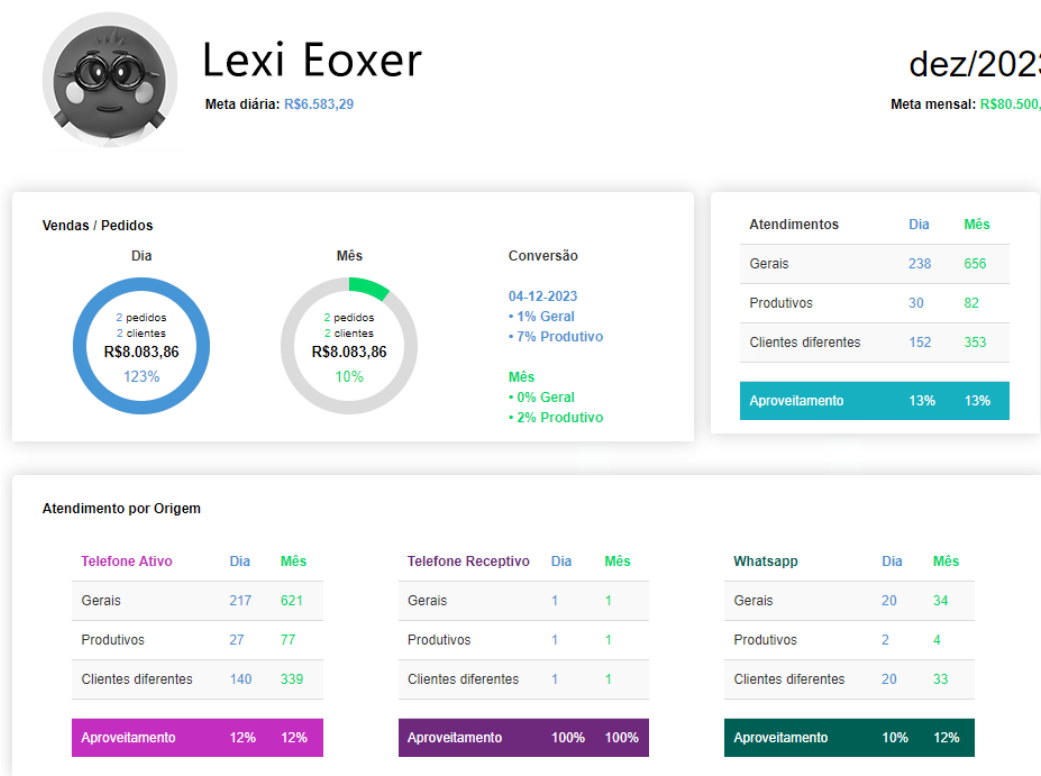 Lexi Eoxer
dez/2023
Meta diária: R$6.583,29
Meta mensal: R$80.500,
Vendas / Pedidos
Dia
2 pedidos
2 clientes
R$8.083,86
123%
Mês
2 pedidos
2 clientes
R$8.083,86
10%
Conversão
04-12-2023
• 1% Geral
• 7% Produtivo
Mês
• 0% Geral
• 2% Produtivo
Atendimentos Dia Mês
Gerais 238 656
Produtivos 30 82
Clientes diferentes 152 353
Aproveitamento 13% 13%
Atendimento por Origem
Telefone Ativo Dia Mês
Gerais 217 621
Produtivos 27 77
Clientes diferentes 140 339
Aproveitamento 12% 12%
Telefone Receptivo Dia Mês
Gerais 1 1
Produtivos 1 1
Clientes diferentes 1 1
Aproveitamento 100% 100%
Whatsapp Dia Mês
Gerais 20 34
Produtivos 2 4
Clientes diferentes 20 33
Aproveitamento 10% 12%